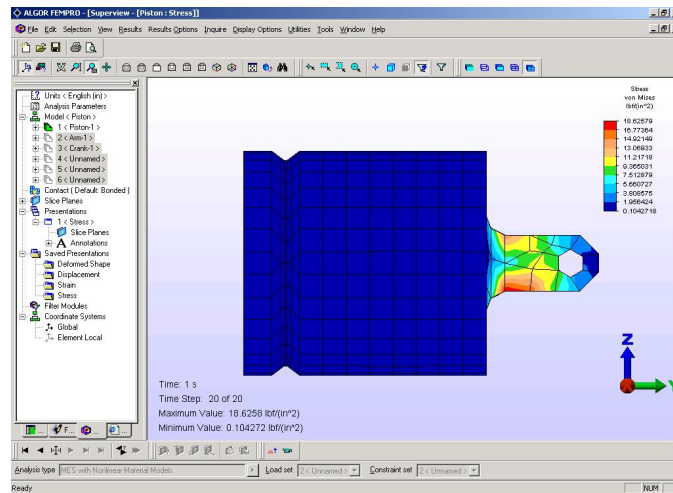 ALGOR FEMPRO - [Superview - [Piston : Stress]]
File Edit Selection View Results Results Options Inquire Display Options Utilities Tools Window Help
Units < English (in) >
Analysis Parameters
Model < Piston >
1 < Piston-1 >
2 < Arm-1 >
3 < Crank-1 >
4 < Unnamed >
5 < Unnamed >
6 < Unnamed >
Contact ( Default: Bonded )
Slice Planes
Presentations
1 < Stress >
Slice Planes
A Annotations
Saved Presentations
Deformed Shape
Displacement
Strain
Stress
Filter Modules
Coordinate Systems
Global
Element Local
Stress
von Mises
lbf/(in^2)
18.62579
16.77364
14.92149
13.06933
11.21718
9.365031
7.512879
5.660727
3.808575
1.956424
0.1042718
Z
Y
Time: 1 s
Time Step: 20 of 20
Maximum Value: 18.6258 lbf/(in^2)
Minimum Value: 0.104272 lbf/(in^2)
F...
Analysis type MES with Nonlinear Material Models Load set 2 < Unnamed > Constraint set 2 < Unnamed >
Ready NUM